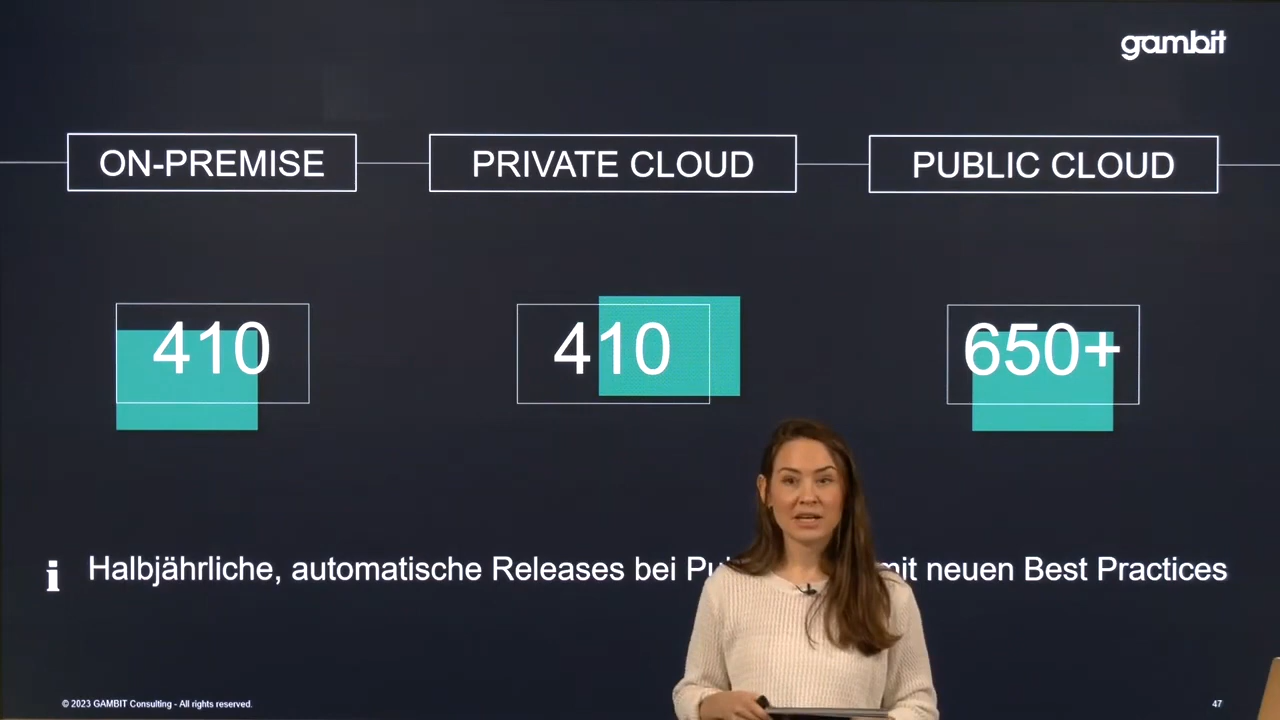 gambit
ON-PREMISE
PRIVATE CLOUD
PUBLIC CLOUD
410
410
650+
Halbjährliche, automatische Releases bei mit neuen Best Practices
i
© 2023 GAMBIT Consulting - All rights reserved.
47